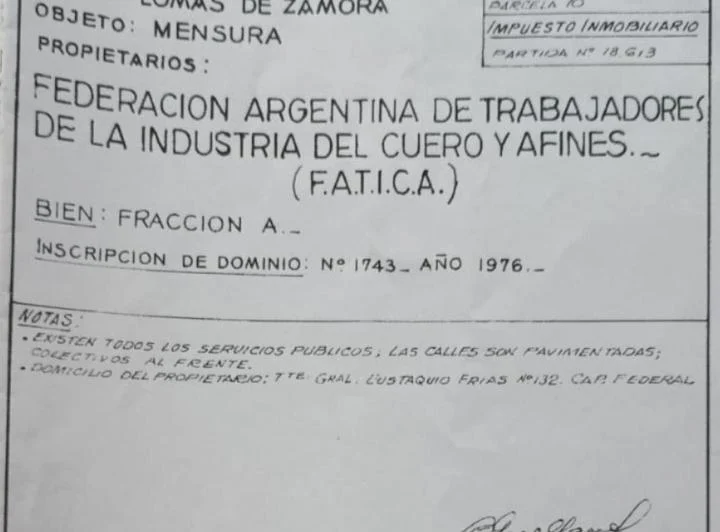 LOMAS DE ZAMORA
OBJETO: MENSURA
PROPIETARIOS:
FEDERACION ARGENTINA DE TRABAJADORES
DE LA INDUSTRIA DEL CUERO Y AFINES._
(F.A.T.I.C.A.)
BIEN: FRACCION A._
INSCRIPCION DE DOMINIO: Nº 1743_ AÑO 1976._
PARCELA 10
IMPUESTO INMOBILIARIO
PARTIDA Nº 18.613
NOTAS:
• EXISTEN TODOS LOS SERVICIOS PUBLICOS; LAS CALLES SON PAVIMENTADAS;
COLECTIVOS AL FRENTE.
• DOMICILIO DEL PROPIETARIO: Tte. GRAL. EUSTAQUIO FRIAS Nº 132. CAP. FEDERAL